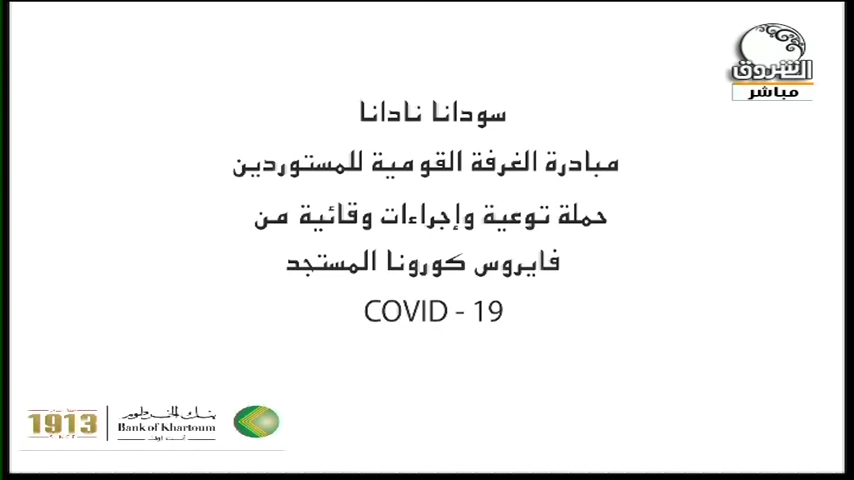 الشروق
مباشر
سودانا نادانا
مبادرة الغرفة القومية للمستوردين
حملة توعية وإجراءات وقائية من
فايروس كورونا المستجد
COVID - 19
1913
بنك الخرطوم
Bank of Khartoum